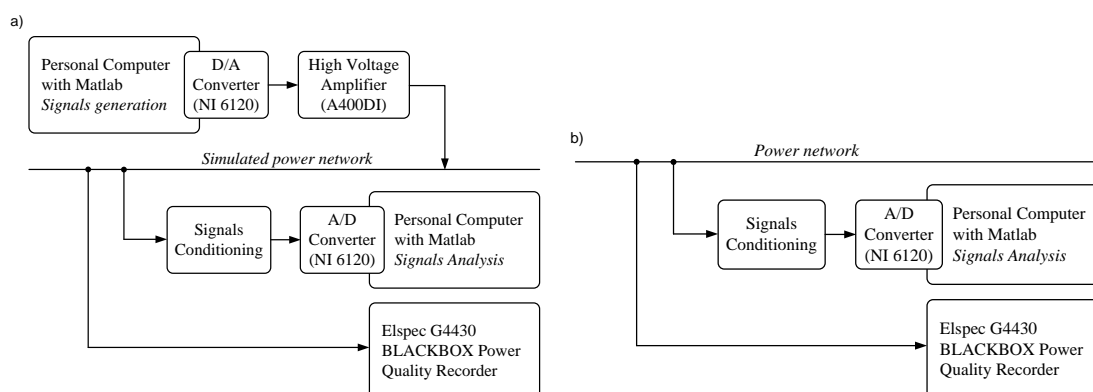 a)
Personal Computer
with Matlab
Signals generation
D/A
Converter
(NI 6120)
High Voltage
Amplifier
(A400DI)
Simulated power network
Signals
Conditioning
A/D
Converter
(NI 6120)
Personal Computer
with Matlab
Signals Analysis
Elspec G4430
BLACKBOX Power
Quality Recorder
b)
Power network
Signals
Conditioning
A/D
Converter
(NI 6120)
Personal Computer
with Matlab
Signals Analysis
Elspec G4430
BLACKBOX Power
Quality Recorder